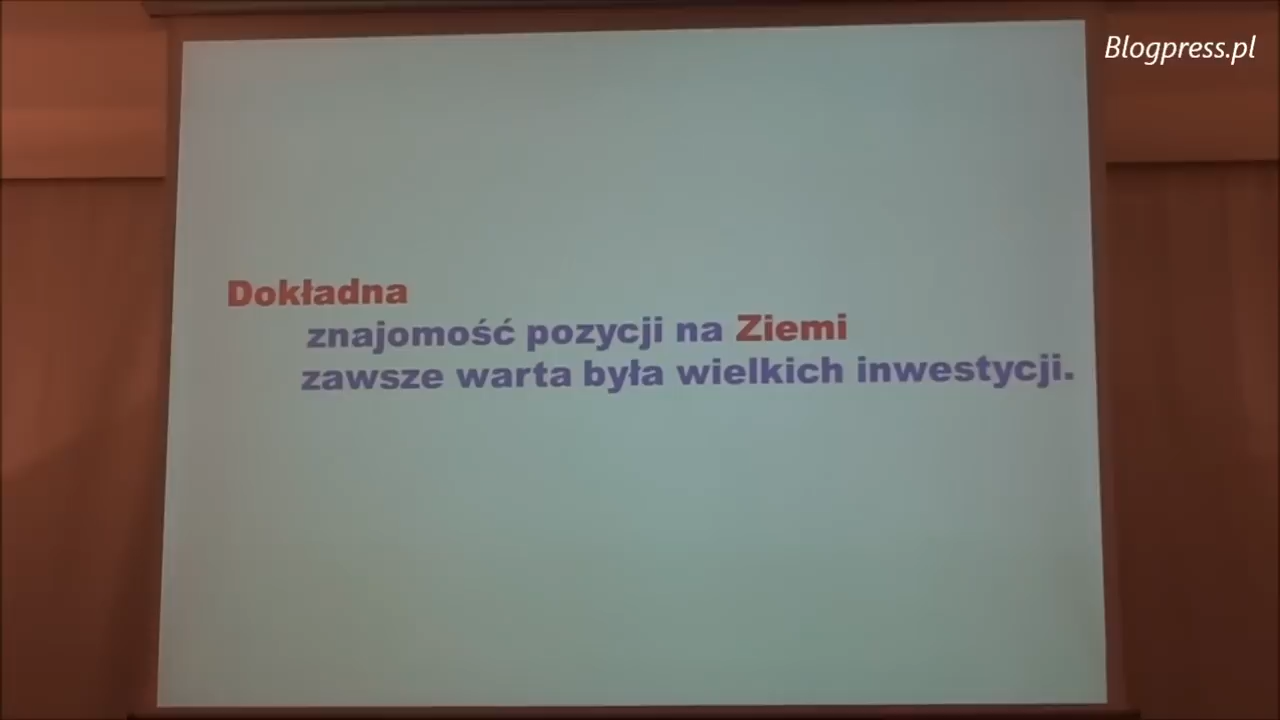 Blogpress.pl
Dokładna
znajomość pozycji na Ziemi
zawsze warta była wielkich inwestycji.